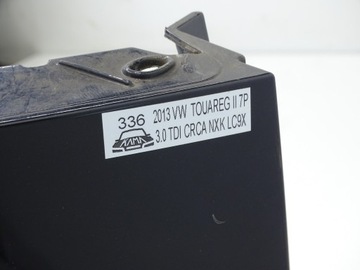 336
2013 VW TOUAREG II 7P
3.0 TDI CRCA NXK LC9X